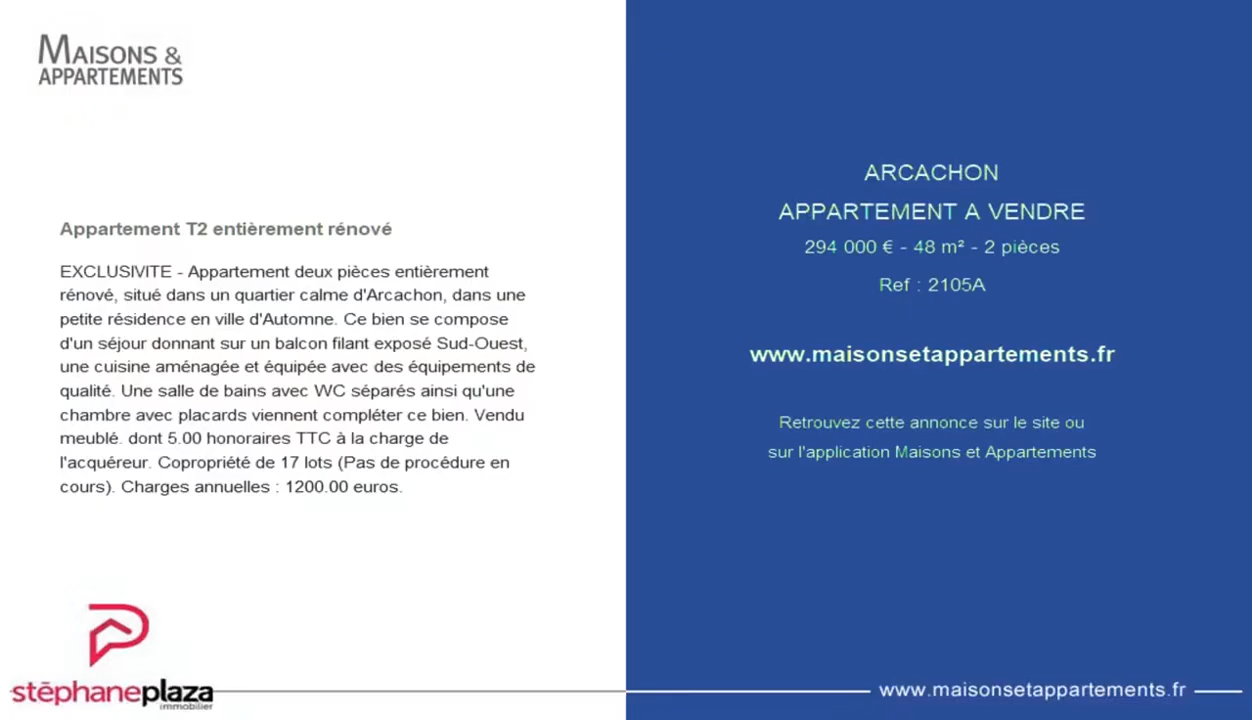 MAISONS &
APPARTEMENTS
Appartement T2 entièrement rénové
EXCLUSIVITE - Appartement deux pièces entièrement
rénové, situé dans un quartier calme d'Arcachon, dans une
petite résidence en ville d'Automne. Ce bien se compose
d'un séjour donnant sur un balcon filant exposé Sud-Ouest,
une cuisine aménagée et équipée avec des équipements de
qualité. Une salle de bains avec WC séparés ainsi qu'une
chambre avec placards viennent compléter ce bien. Vendu
meublé. dont 5.00 honoraires TTC à la charge de
l'acquéreur. Copropriété de 17 lots (Pas de procédure en
cours). Charges annuelles : 1200.00 euros.
stéphaneplaza
immobilier
ARCACHON
APPARTEMENT A VENDRE
294 000 € - 48 m² - 2 pièces
Ref : 2105A
www.maisonsetappartements.fr
Retrouvez cette annonce sur le site ou
sur l'application Maisons et Appartements
www.maisonsetappartements.fr